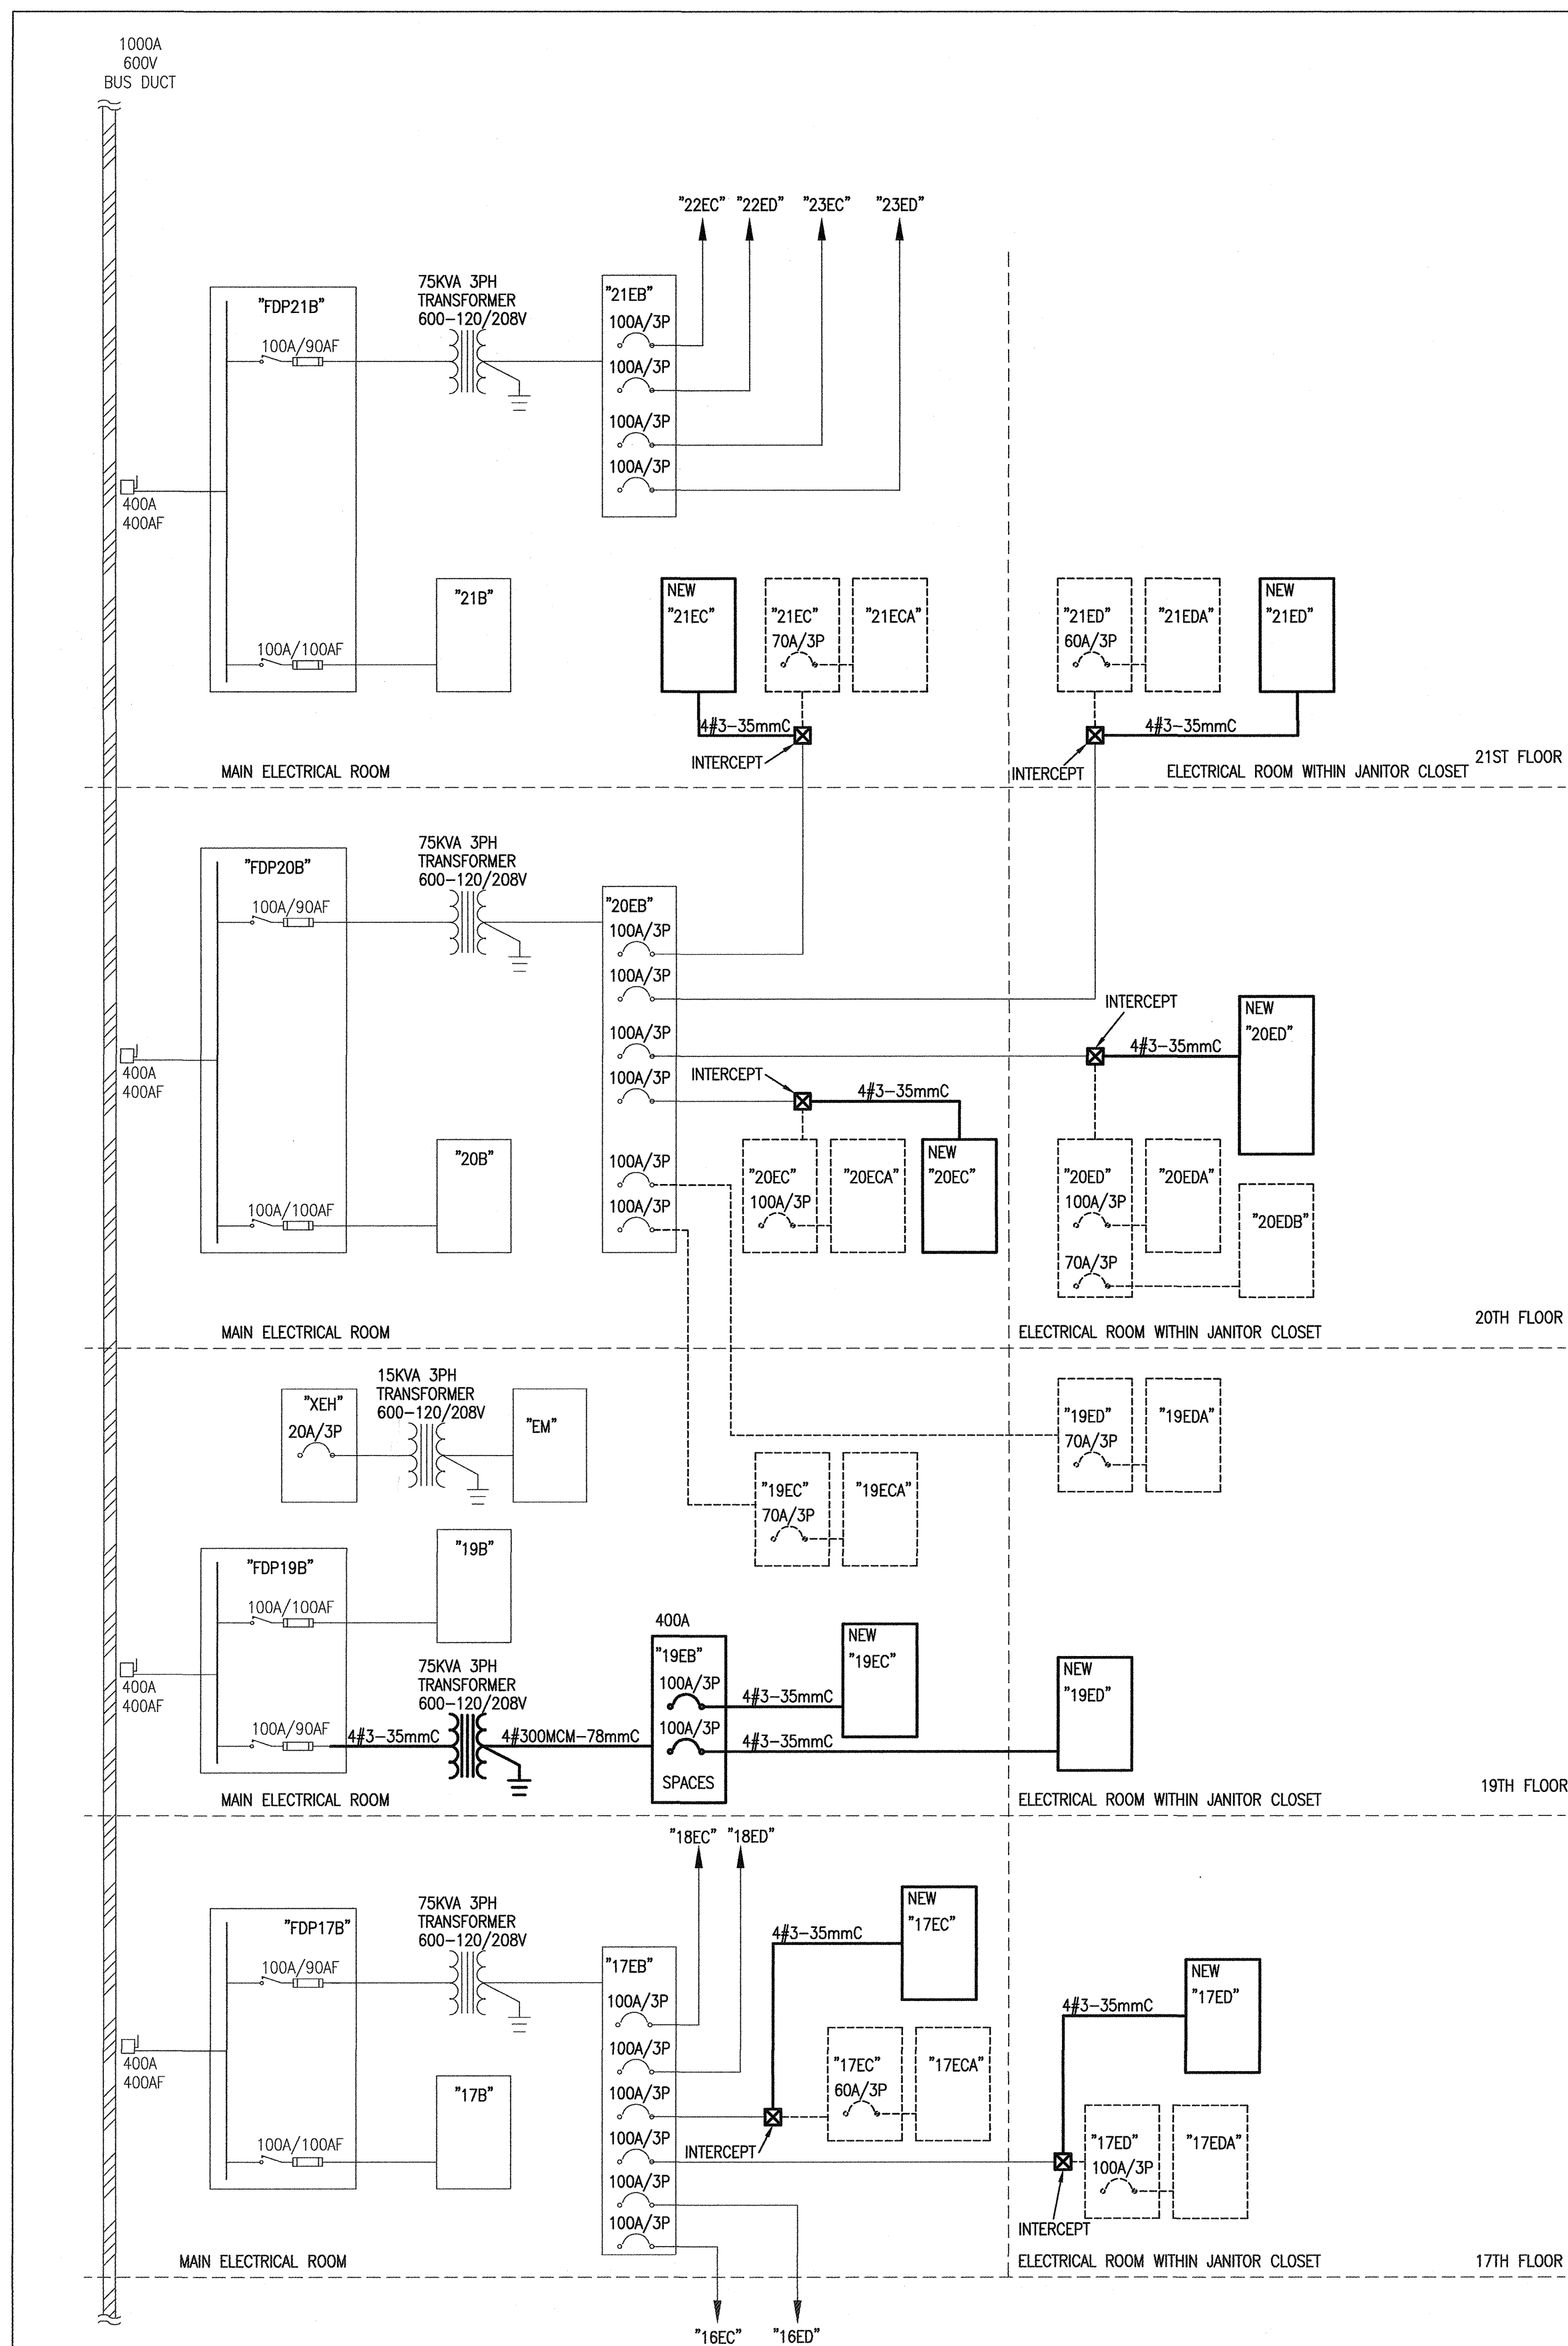 1000A
600V
BUS DUCT
"22EC" "22ED" "23EC" "23ED"
"FDP21B"
100A/90AF
75KVA 3PH
TRANSFORMER
600-120/208V
"21EB"
100A/3P
100A/3P
100A/3P
100A/3P
400A
400AF
100A/100AF
"21B"
NEW
"21EC"
"21EC"
70A/3P
"21ECA"
"21ED"
60A/3P
"21EDA"
NEW
"21ED"
4#3-35mmC
INTERCEPT
4#3-35mmC
INTERCEPT
MAIN ELECTRICAL ROOM
ELECTRICAL ROOM WITHIN JANITOR CLOSET
21ST FLOOR
"FDP20B"
100A/90AF
75KVA 3PH
TRANSFORMER
600-120/208V
"20EB"
100A/3P
100A/3P
100A/3P
100A/3P
100A/3P
100A/3P
400A
400AF
100A/100AF
"20B"
INTERCEPT
4#3-35mmC
"20EC"
100A/3P
"20ECA"
NEW
"20EC"
INTERCEPT
4#3-35mmC
NEW
"20ED"
"20ED"
100A/3P
70A/3P
"20EDA"
"20EDB"
MAIN ELECTRICAL ROOM
ELECTRICAL ROOM WITHIN JANITOR CLOSET
20TH FLOOR
"XEH"
20A/3P
15KVA 3PH
TRANSFORMER
600-120/208V
"EM"
"19ED"
70A/3P
"19EDA"
"19EC"
70A/3P
"19ECA"
"FDP19B"
100A/100AF
"19B"
400A
400AF
100A/90AF
4#3-35mmC
75KVA 3PH
TRANSFORMER
600-120/208V
4#300MCM-78mmC
400A
"19EB"
100A/3P
100A/3P
SPACES
4#3-35mmC
4#3-35mmC
NEW
"19EC"
NEW
"19ED"
MAIN ELECTRICAL ROOM
ELECTRICAL ROOM WITHIN JANITOR CLOSET
19TH FLOOR
"18EC" "18ED"
"FDP17B"
100A/90AF
75KVA 3PH
TRANSFORMER
600-120/208V
"17EB"
100A/3P
100A/3P
100A/3P
100A/3P
100A/3P
100A/3P
400A
400AF
100A/100AF
"17B"
4#3-35mmC
NEW
"17EC"
"17EC"
60A/3P
"17ECA"
INTERCEPT
4#3-35mmC
NEW
"17ED"
"17ED"
100A/3P
"17EDA"
INTERCEPT
MAIN ELECTRICAL ROOM
ELECTRICAL ROOM WITHIN JANITOR CLOSET
17TH FLOOR
"16EC" "16ED"